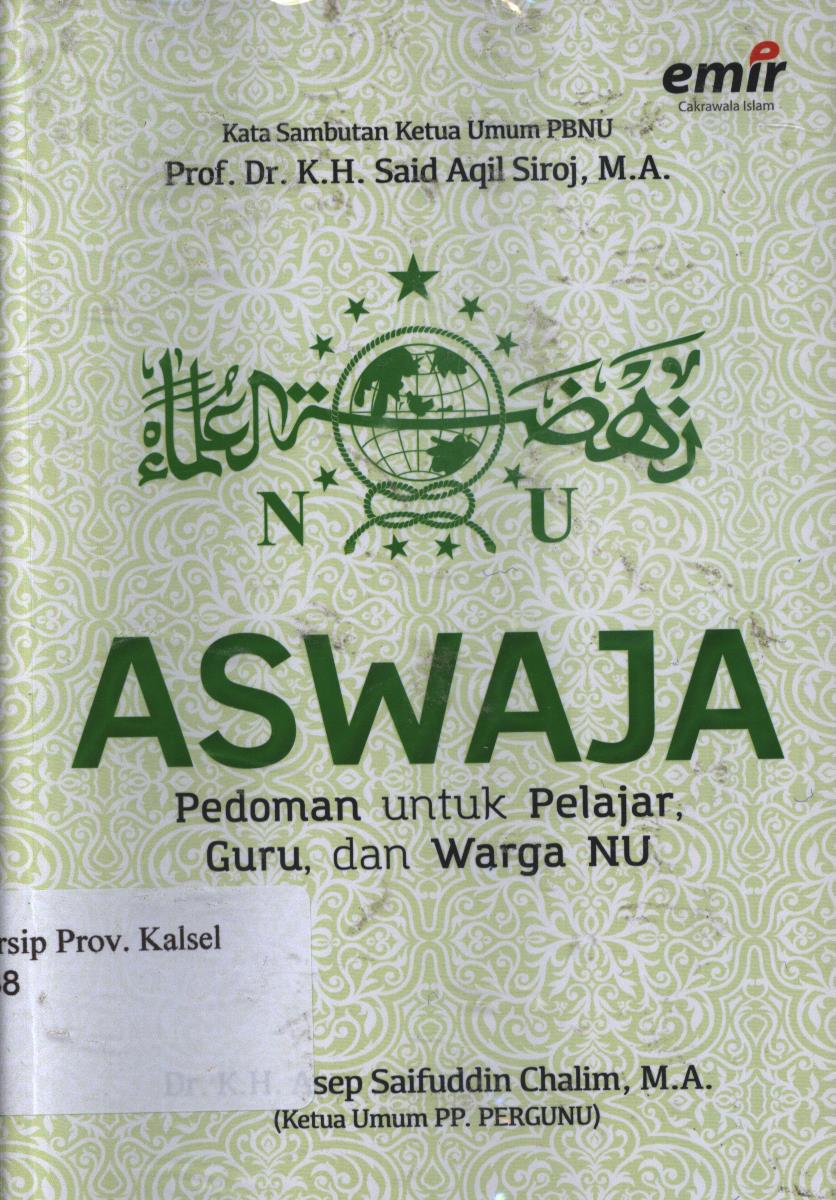 emir
Cakrawala Islam
Kata Sambutan Ketua Umum PBNU
Prof. Dr. K.H. Said Aqil Siroj, M.A.
نهضة العلماء
N U
ASWAJA
Pedoman untuk Pelajar,
Guru, dan Warga NU
rsip Prov. Kalsel
8
Dr. K.H. Asep Saifuddin Chalim, M.A.
(Ketua Umum PP. PERGUNU)